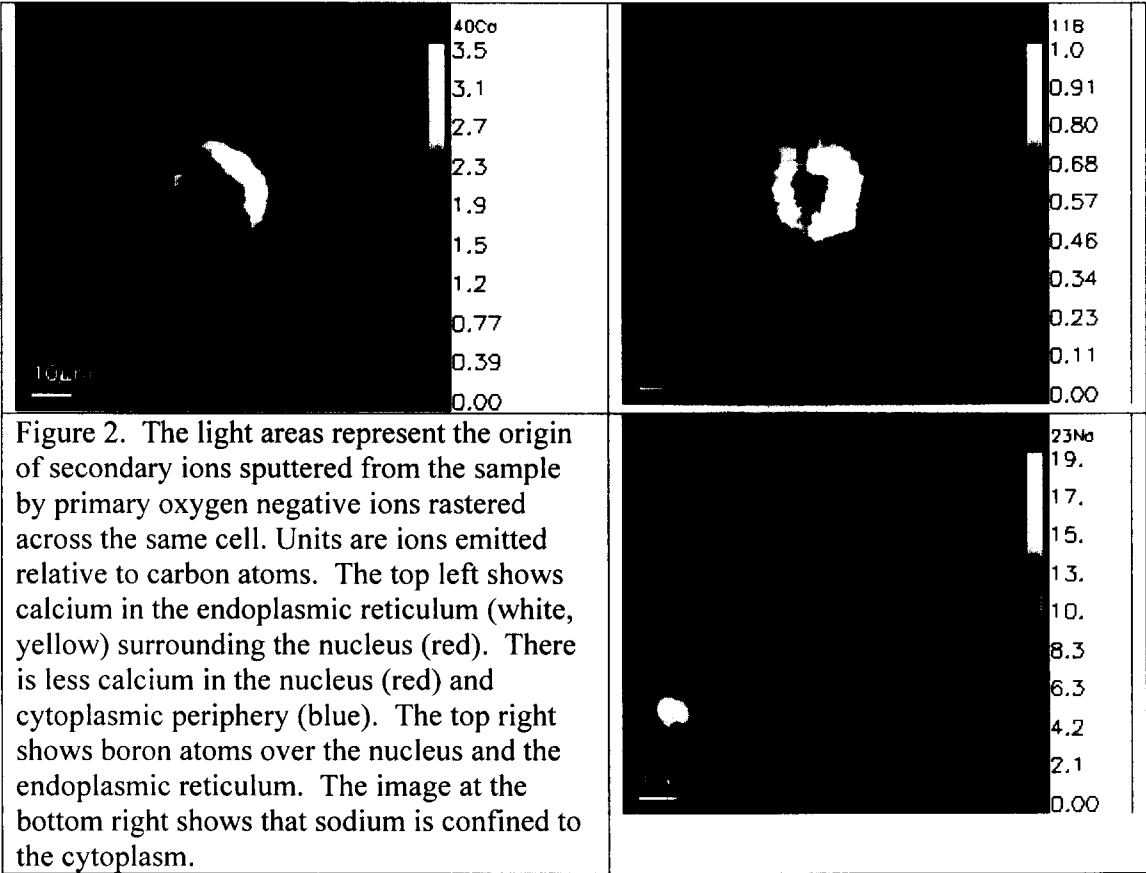 40Ca
3.5
3.1
2.7
2.3
1.9
1.5
1.2
0.77
0.39
0.00
10μm
11B
1.0
0.91
0.80
0.68
0.57
0.46
0.34
0.23
0.11
0.00
Figure 2. The light areas represent the origin
of secondary ions sputtered from the sample
by primary oxygen negative ions rastered
across the same cell. Units are ions emitted
relative to carbon atoms. The top left shows
calcium in the endoplasmic reticulum (white,
yellow) surrounding the nucleus (red). There
is less calcium in the nucleus (red) and
cytoplasmic periphery (blue). The top right
shows boron atoms over the nucleus and the
endoplasmic reticulum. The image at the
bottom right shows that sodium is confined to
the cytoplasm.
23Na
19.
17.
15.
13.
10.
8.3
6.3
4.2
2.1
0.00